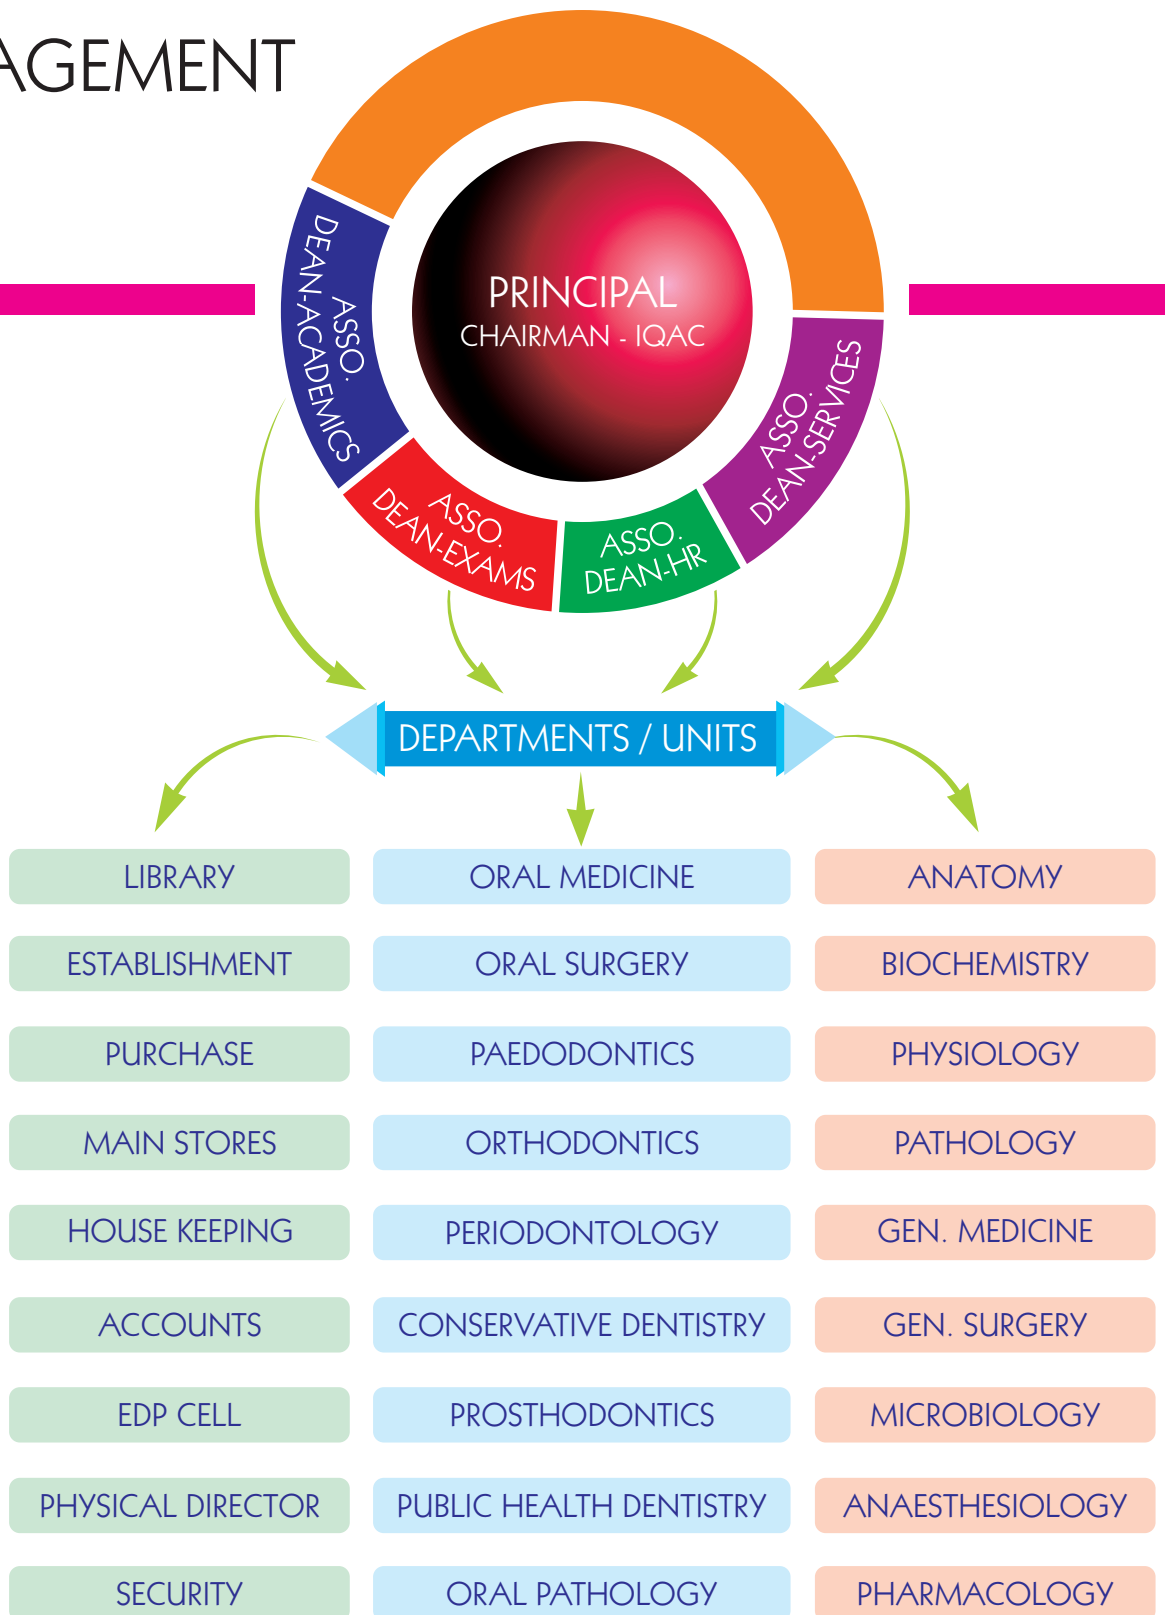 AGEMENT
PRINCIPAL
CHAIRMAN - IQAC
ASSO.
DEAN-ACADEMICS
ASSO.
DEAN-EXAMS
ASSO.
DEAN-HR
ASSO.
DEAN-SERVICES
DEPARTMENTS / UNITS
LIBRARY
ORAL MEDICINE
ANATOMY
ESTABLISHMENT
ORAL SURGERY
BIOCHEMISTRY
PURCHASE
PAEDODONTICS
PHYSIOLOGY
MAIN STORES
ORTHODONTICS
PATHOLOGY
HOUSE KEEPING
PERIODONTOLOGY
GEN. MEDICINE
ACCOUNTS
CONSERVATIVE DENTISTRY
GEN. SURGERY
EDP CELL
PROSTHODONTICS
MICROBIOLOGY
PHYSICAL DIRECTOR
PUBLIC HEALTH DENTISTRY
ANAESTHESIOLOGY
SECURITY
ORAL PATHOLOGY
PHARMACOLOGY